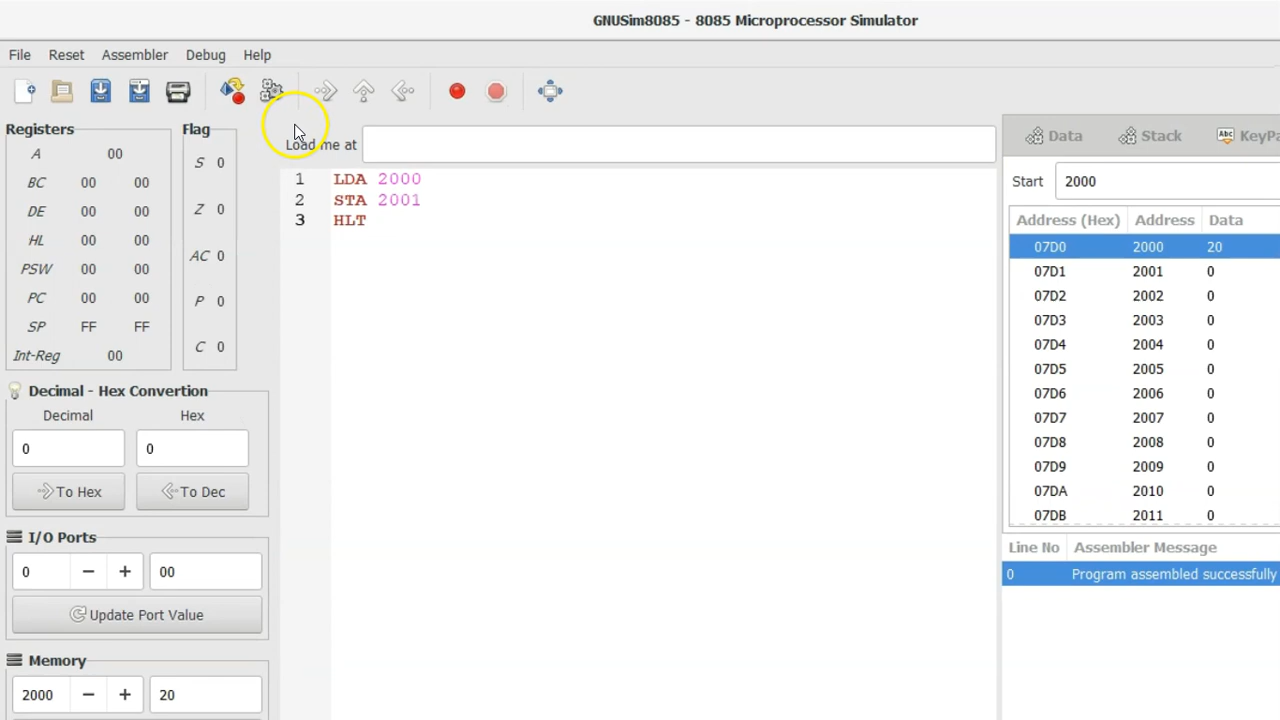 GNUSim8085 - 8085 Microprocessor Simulator
File Reset Assembler Debug Help
Registers
A 00
BC 00 00
DE 00 00
HL 00 00
PSW 00 00
PC 00 00
SP FF FF
Int-Reg 00
Flag
S 0
Z 0
AC 0
P 0
C 0
Decimal - Hex Convertion
Decimal Hex
0 0
To Hex To Dec
I/O Ports
0 − + 00
Update Port Value
Memory
2000 − + 20
Load me at
1 LDA 2000
2 STA 2001
3 HLT
Data Stack Abc KeyPa
Start 2000
Address (Hex) Address Data
07D0 2000 20
07D1 2001 0
07D2 2002 0
07D3 2003 0
07D4 2004 0
07D5 2005 0
07D6 2006 0
07D7 2007 0
07D8 2008 0
07D9 2009 0
07DA 2010 0
07DB 2011 0
Line No Assembler Message
0 Program assembled successfully